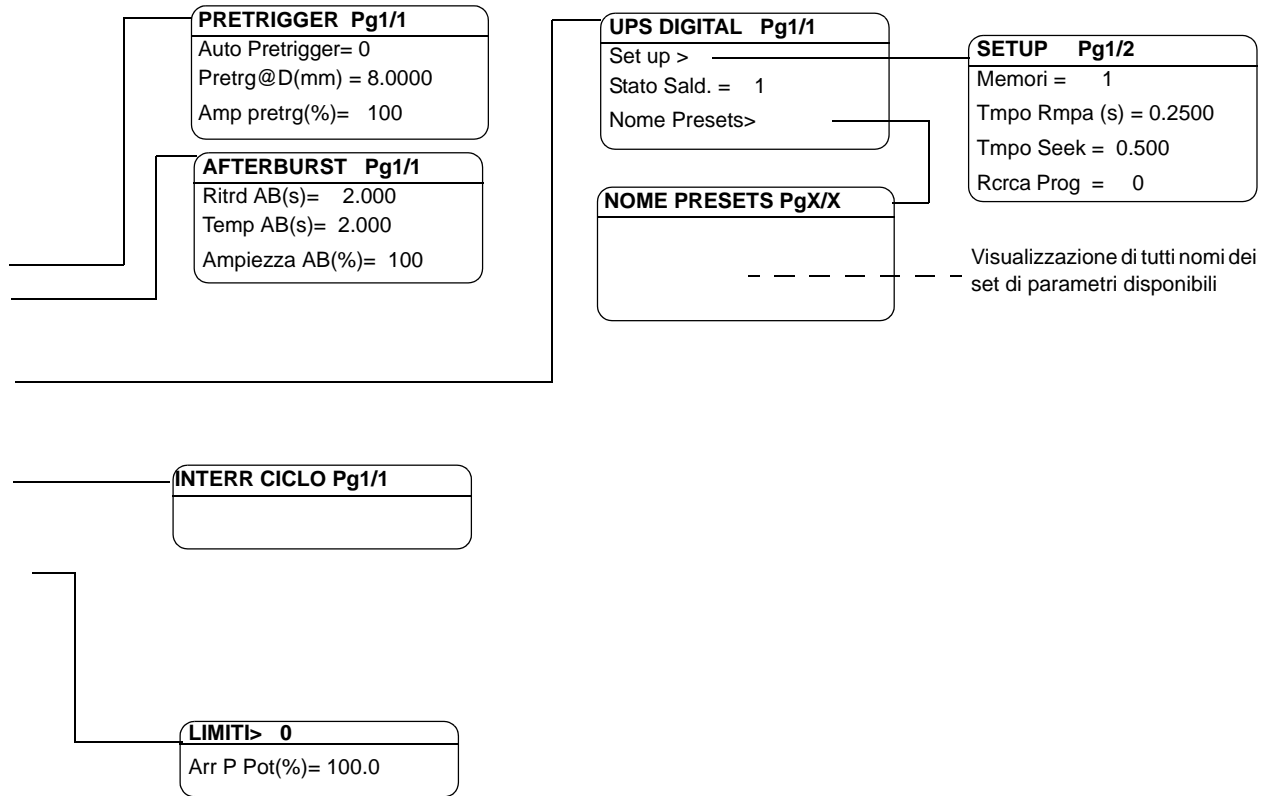 PRETRIGGER Pg1/1
Auto Pretrigger= 0
Pretrg@D(mm) = 8.0000
Amp pretrg(%)= 100
AFTERBURST Pg1/1
Ritrd AB(s)= 2.000
Temp AB(s)= 2.000
Ampiezza AB(%)= 100
UPS DIGITAL Pg1/1
Set up >
Stato Sald. = 1
Nome Presets>
SETUP Pg1/2
Memori = 1
Tmpo Rmpa (s) = 0.2500
Tmpo Seek = 0.500
Rcrca Prog = 0
NOME PRESETS PgX/X
Visualizzazione di tutti nomi dei
set di parametri disponibili
INTERR CICLO Pg1/1
LIMITI> 0
Arr P Pot(%)= 100.0